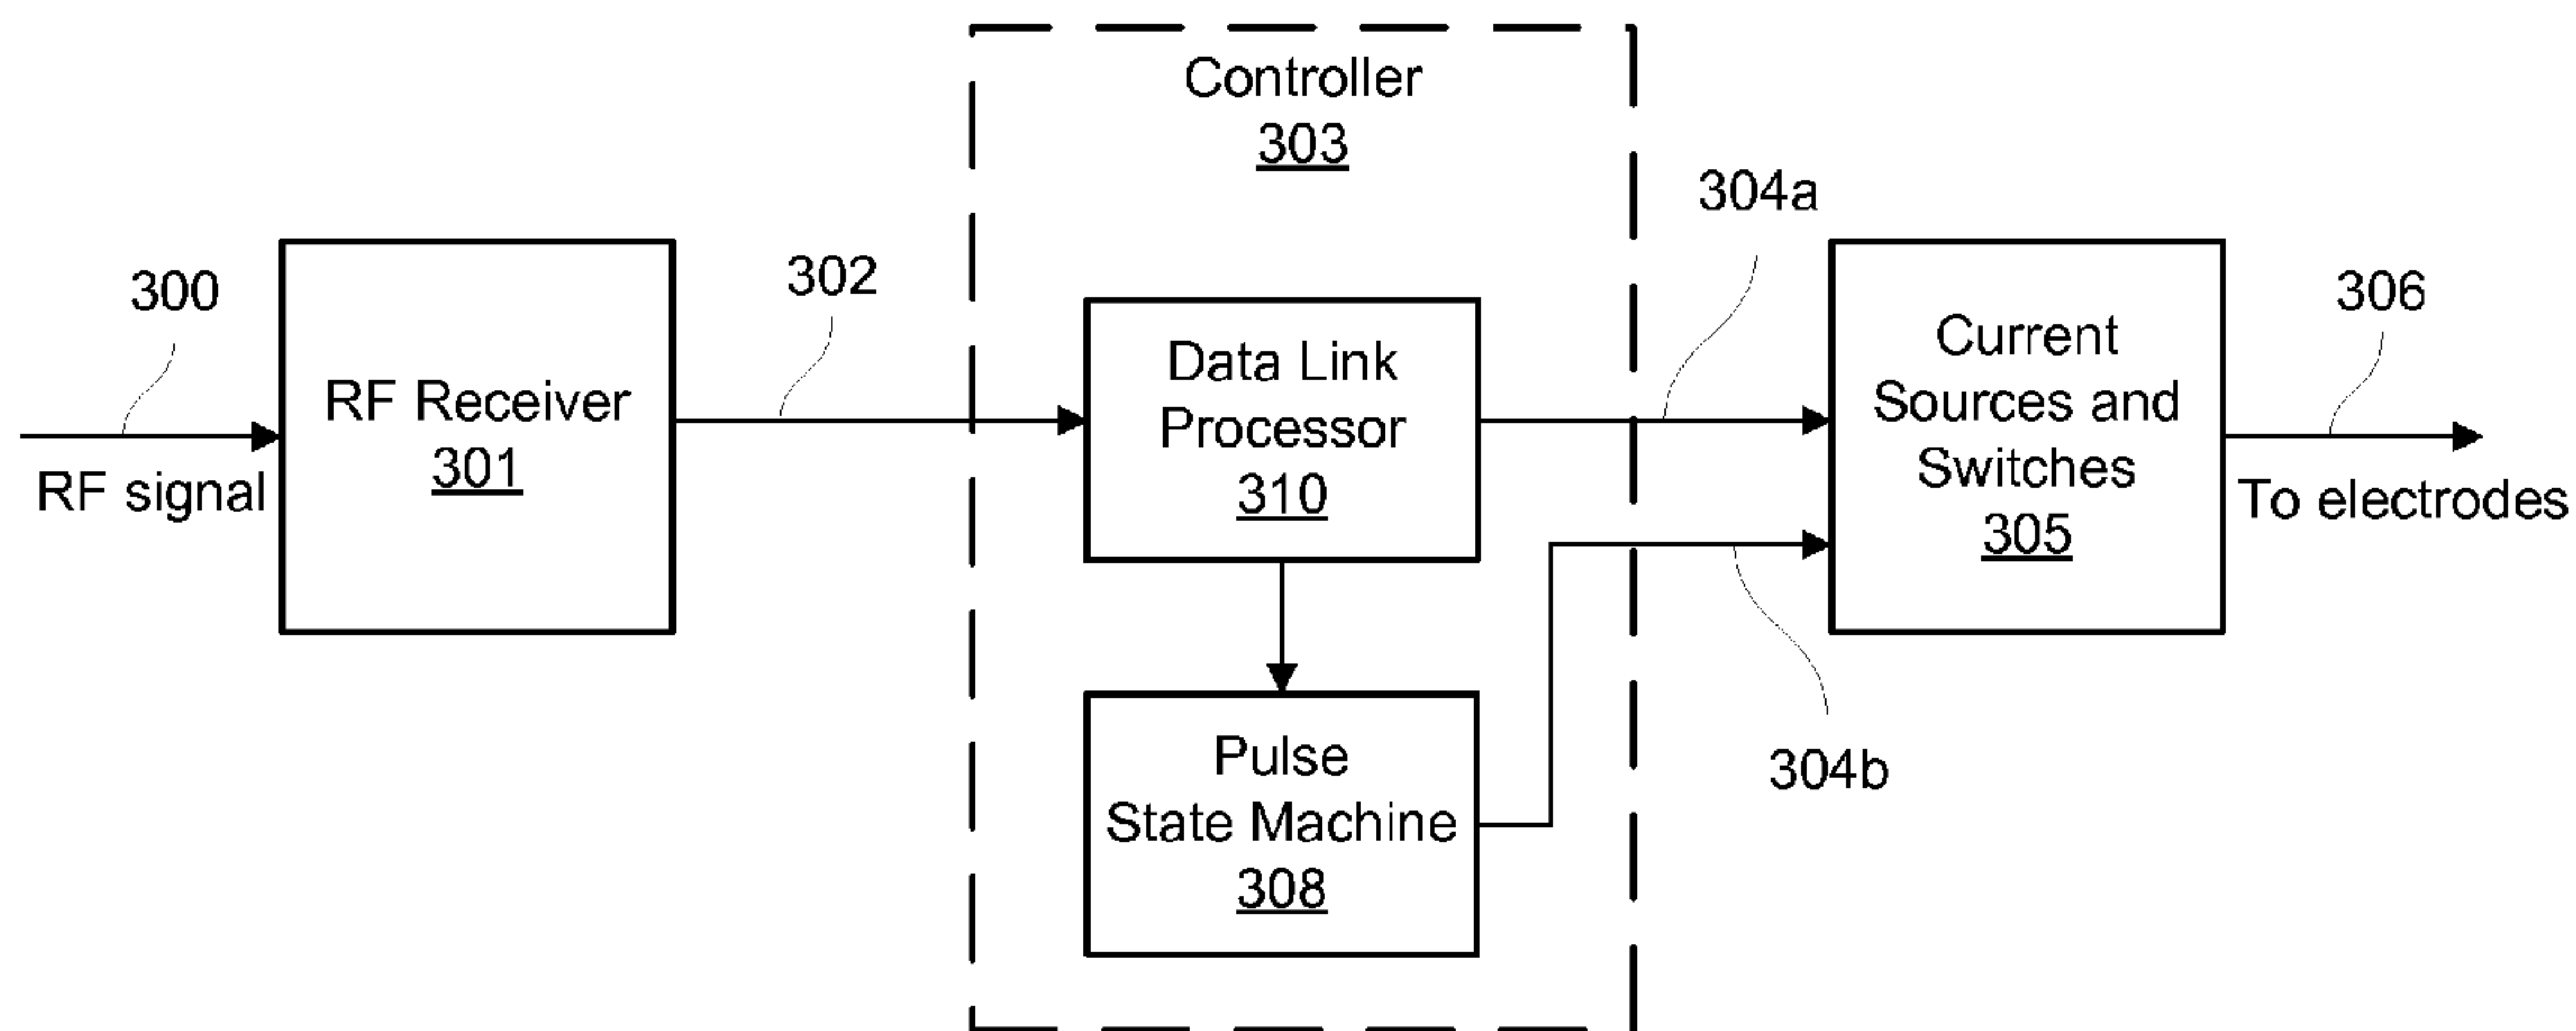 Controller
303
304a
300
302
306
RF Receiver
301
RF signal
Data Link
Processor
310
Current
Sources and
Switches
305
To electrodes
Pulse
State Machine
308
304b